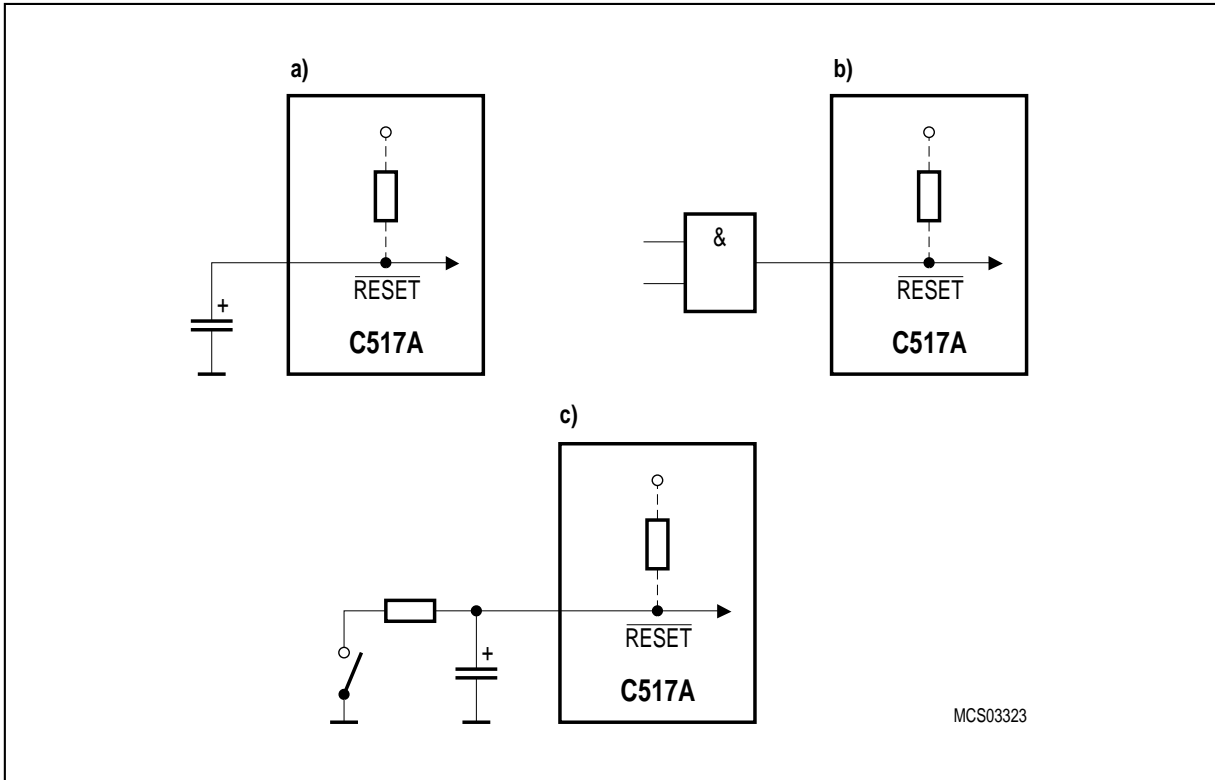 a)
+
RESET
C517A
b)
&
RESET
C517A
c)
+
RESET
C517A
MCS03323